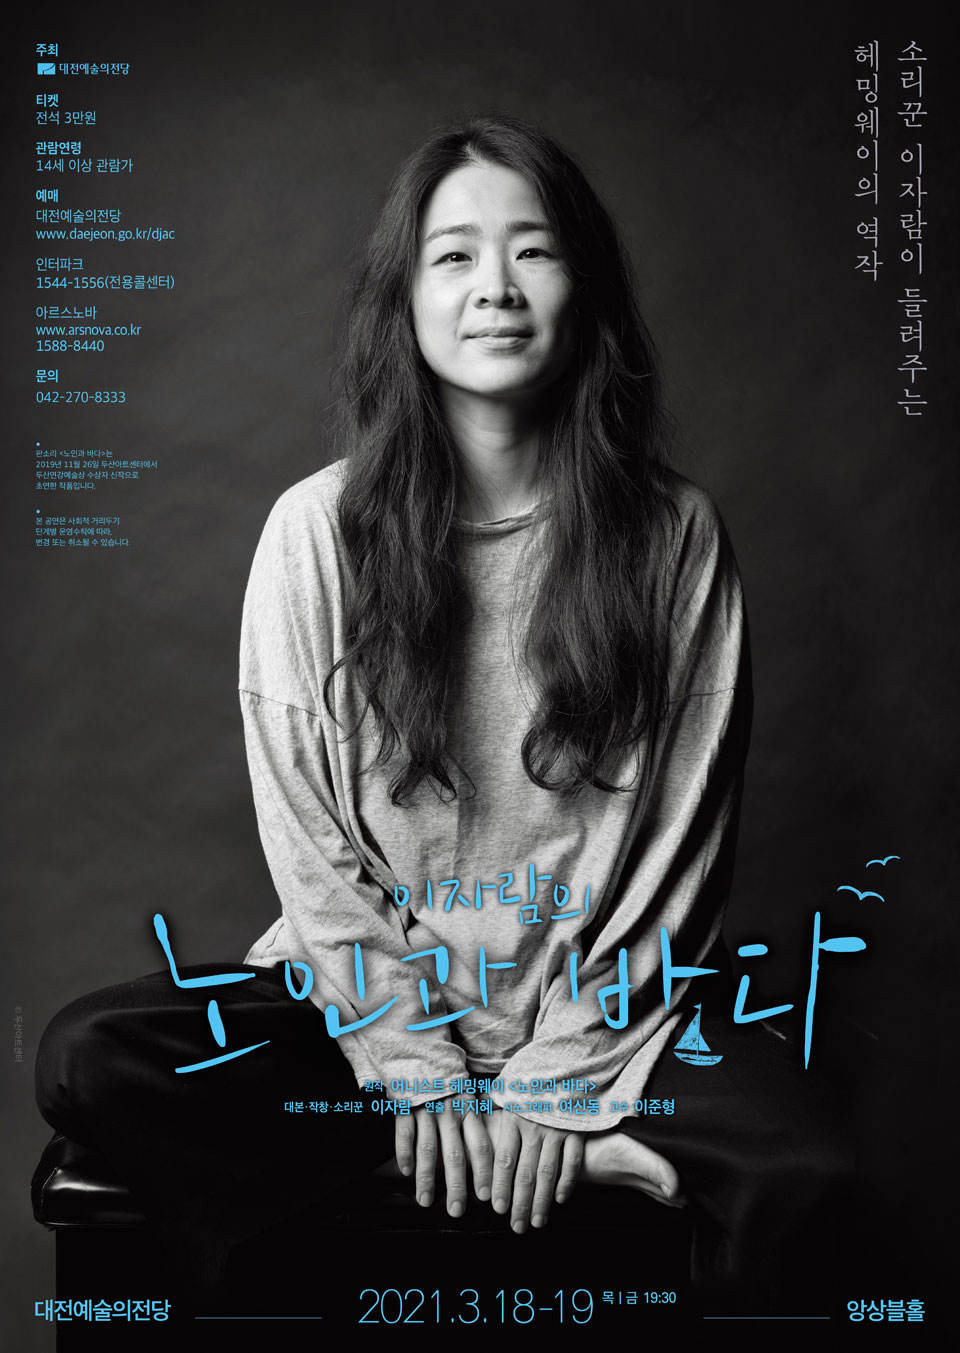 주최
대전예술의전당
티켓
전석 3만원
관람연령
14세 이상 관람가
예매
대전예술의전당
www.daejeon.go.kr/djac
인터파크
1544-1556(전용콜센터)
아르스노바
www.arsnova.co.kr
1588-8440
문의
042-270-8333
판소리 <노인과 바다>는
2019년 11월 26일 두산아트센터에서
두산연강예술상 수상자 신작으로
초연한 작품입니다.
본 공연은 사회적 거리두기
단계별 운영수칙에 따라,
변경 또는 취소될 수 있습니다.
소리꾼 이자람이 들려주는
헤밍웨이의 역작
이자람의
노인과 바다
원작 어니스트 헤밍웨이 <노인과 바다>
대본·작창·소리꾼 이자람 연출 박지혜 시노그래퍼 여신동 고수 이준형
© 두산아트센터
대전예술의전당
2021.3.18-19 목 | 금 19:30
앙상블홀